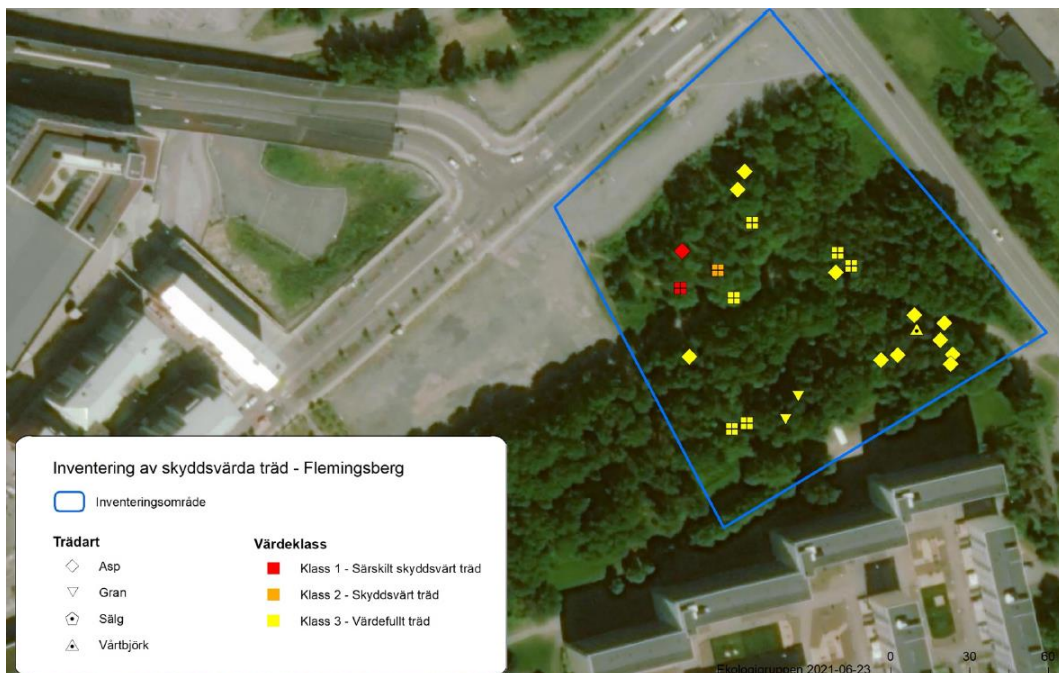 Inventering av skyddsvärda träd - Flemingsberg
Inventeringsområde
Trädart
Asp
Gran
Sälg
Vårtbjörk
Värdeklass
Klass 1 - Särskilt skyddsvärt träd
Klass 2 - Skyddsvärt träd
Klass 3 - Värdefullt träd
0 30 60
Ekologigruppen 2021-06-23